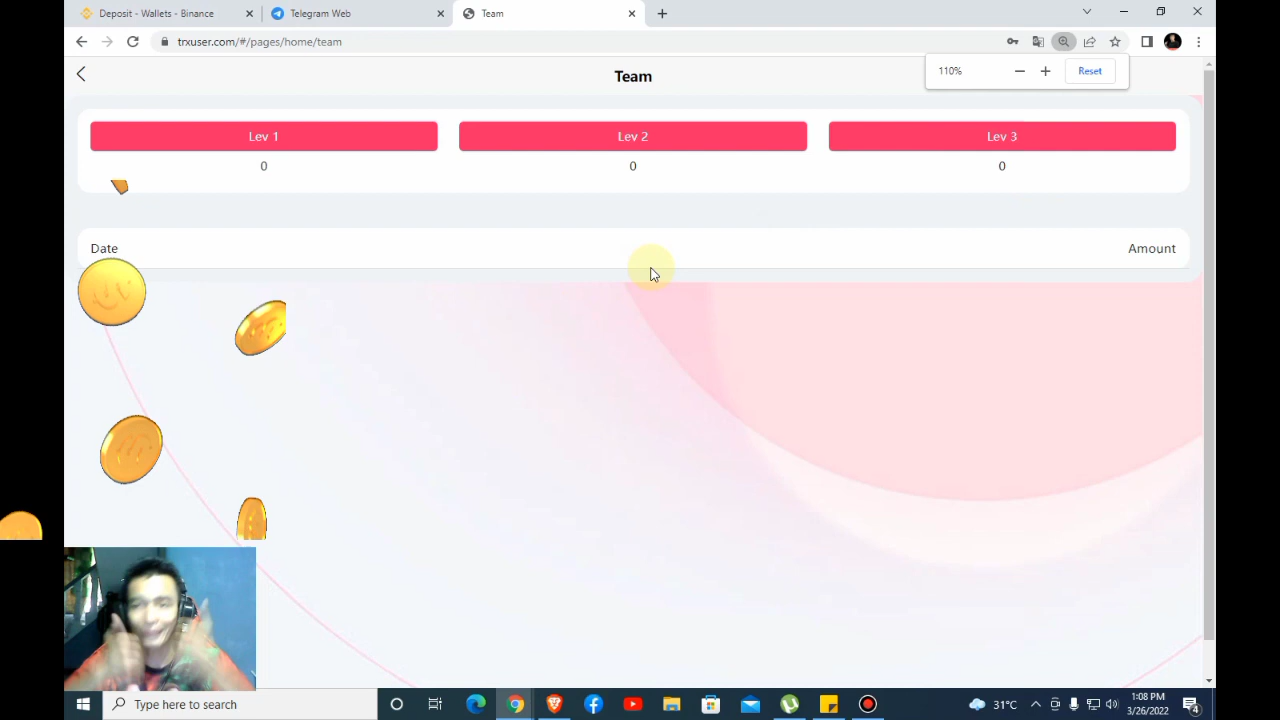 Deposit - Wallets - Binance
Telegram Web
Team
trxuser.com/#/pages/home/team
110%
Reset
Team
Lev 1
Lev 2
Lev 3
0
0
0
Date
Amount
Type here to search
31°C
1:08 PM
3/26/2022
4